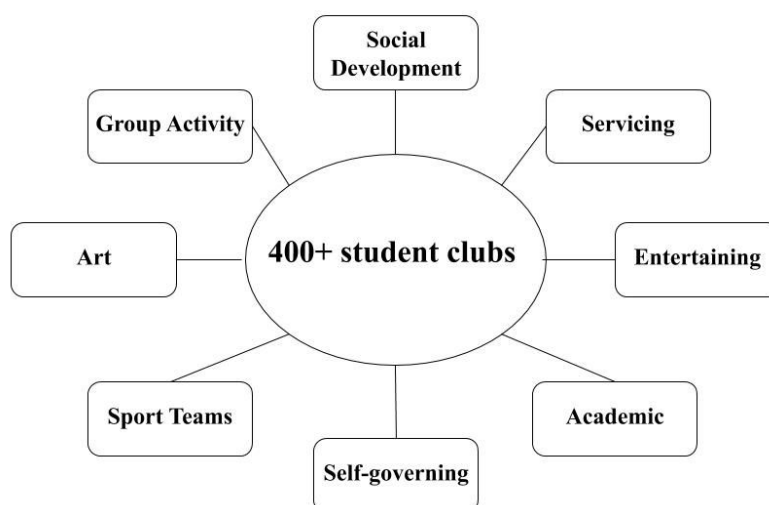 Social
Development
Group Activity
Servicing
400+ student clubs
Art
Entertaining
Sport Teams
Academic
Self-governing